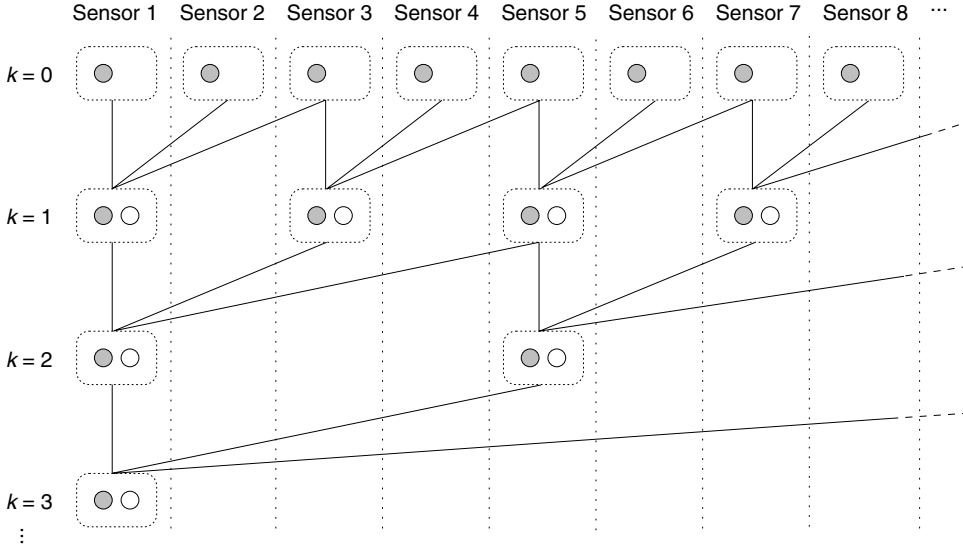 Sensor 1 Sensor 2 Sensor 3 Sensor 4 Sensor 5 Sensor 6 Sensor 7 Sensor 8 ...
k = 0
k = 1
k = 2
k = 3
⋮